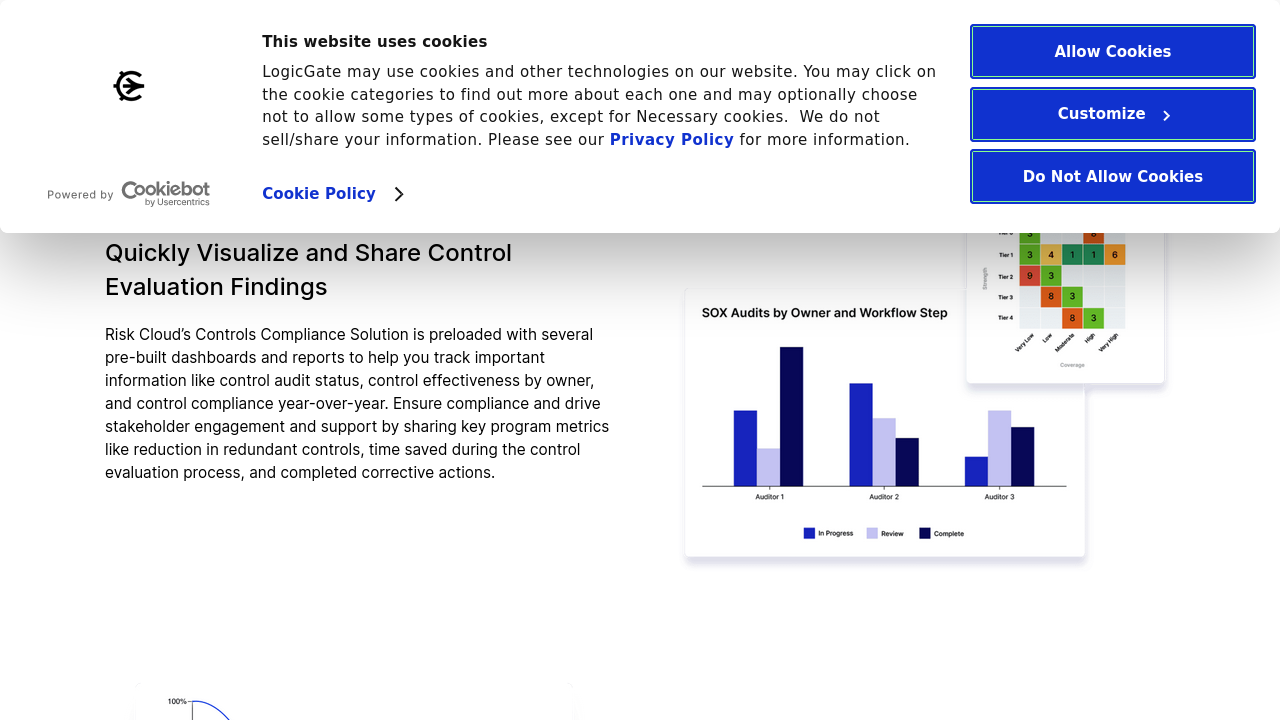 This website uses cookies
LogicGate may use cookies and other technologies on our website. You may click on
the cookie categories to find out more about each one and may optionally choose
not to allow some types of cookies, except for Necessary cookies.  We do not
sell/share your information. Please see our Privacy Policy for more information.
Cookie Policy
Powered by Cookiebot
by Usercentrics
Allow Cookies
Customize
Do Not Allow Cookies
Quickly Visualize and Share Control
Evaluation Findings
Risk Cloud’s Controls Compliance Solution is preloaded with several
pre-built dashboards and reports to help you track important
information like control audit status, control effectiveness by owner,
and control compliance year-over-year. Ensure compliance and drive
stakeholder engagement and support by sharing key program metrics
like reduction in redundant controls, time saved during the control
evaluation process, and completed corrective actions.
Strength
Tier 1 3 4 1 1 6
Tier 2 9 3
Tier 3 8 3
Tier 4 8 3
Very Low Low Moderate High Very High
Coverage
SOX Audits by Owner and Workflow Step
Auditor 1 Auditor 2 Auditor 3
In Progress Review Complete
100%